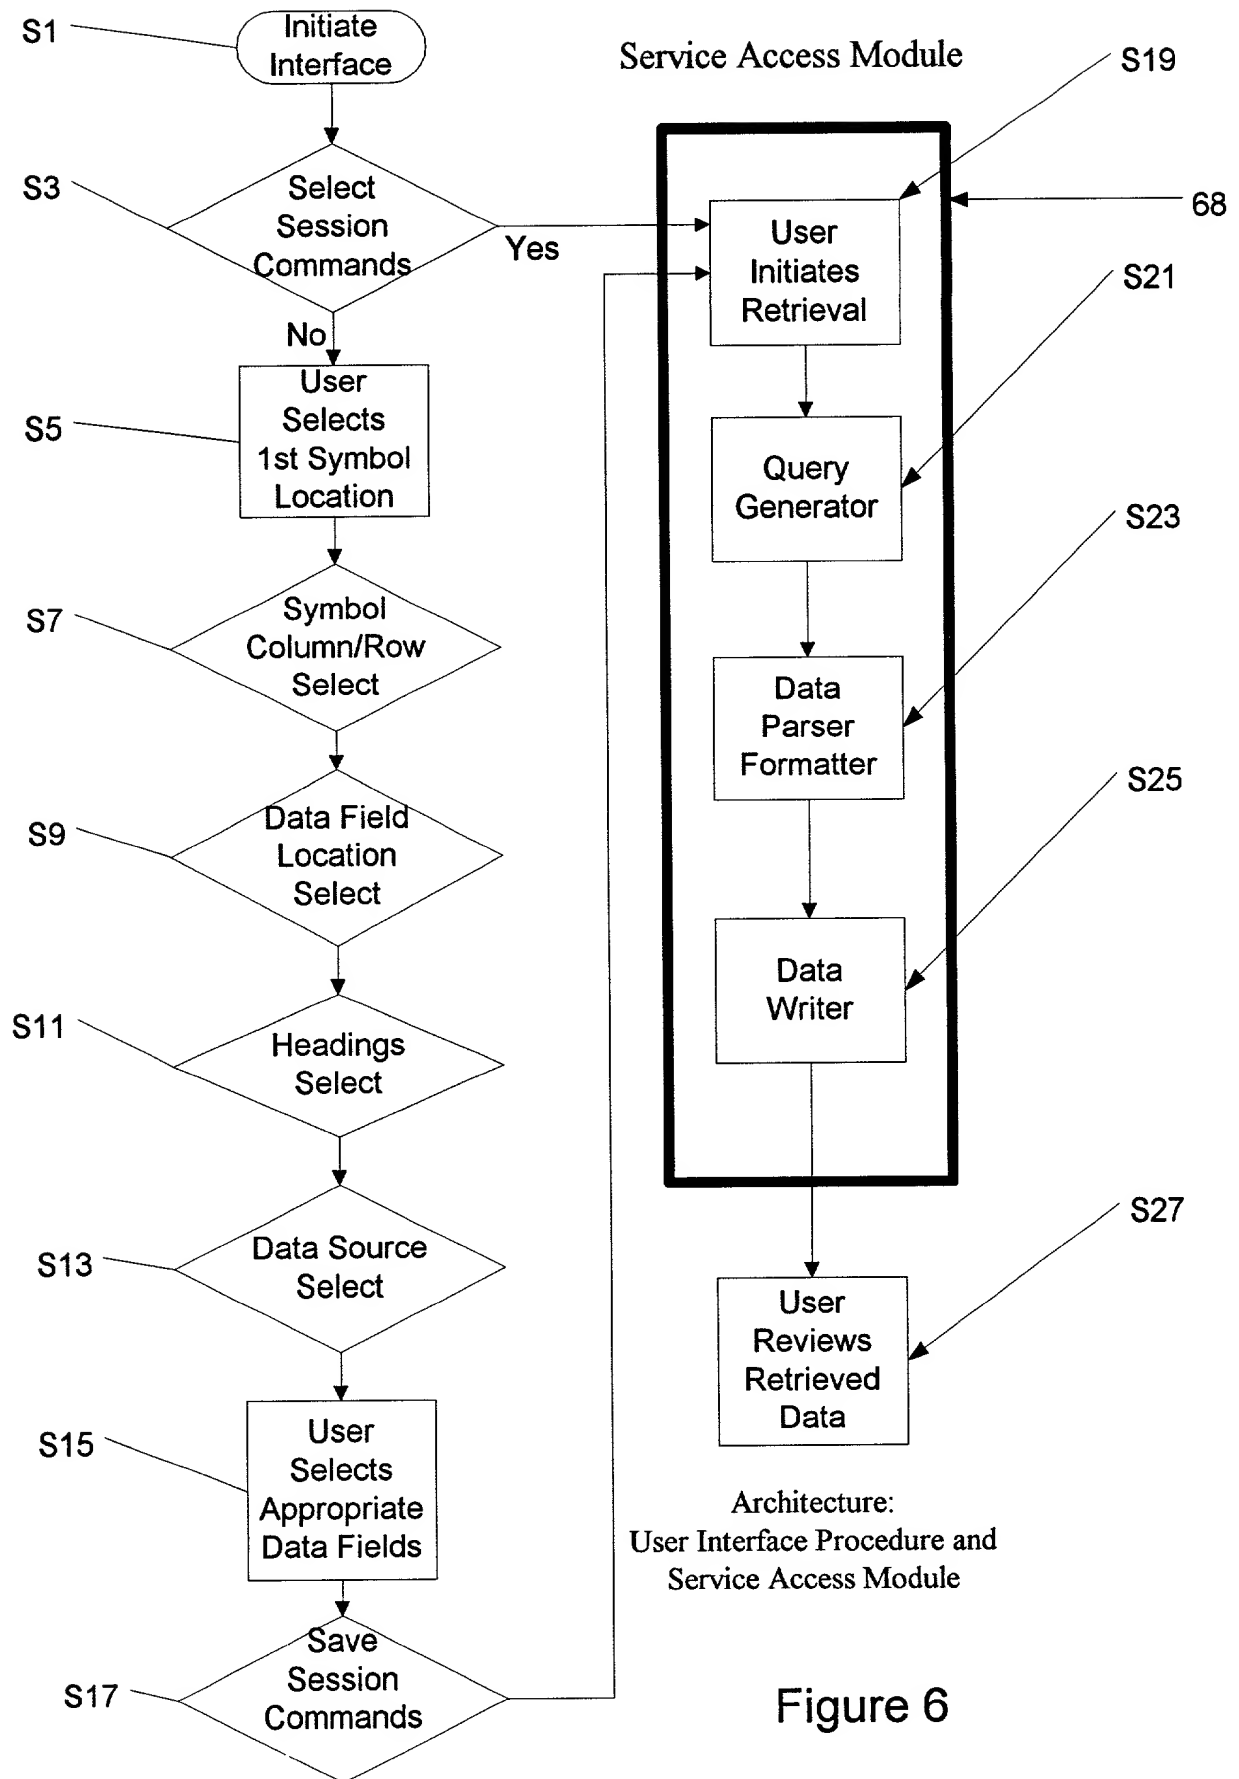 S1
Initiate
Interface
Service Access Module
S19
S3
Select
Session
Commands
Yes
No
68
User
Initiates
Retrieval
S21
S5
User
Selects
1st Symbol
Location
Query
Generator
S23
S7
Symbol
Column/Row
Select
Data
Parser
Formatter
S25
S9
Data Field
Location
Select
Data
Writer
S11
Headings
Select
S27
S13
Data Source
Select
User
Reviews
Retrieved
Data
S15
User
Selects
Appropriate
Data Fields
Architecture:
User Interface Procedure and
Service Access Module
S17
Save
Session
Commands
Figure 6